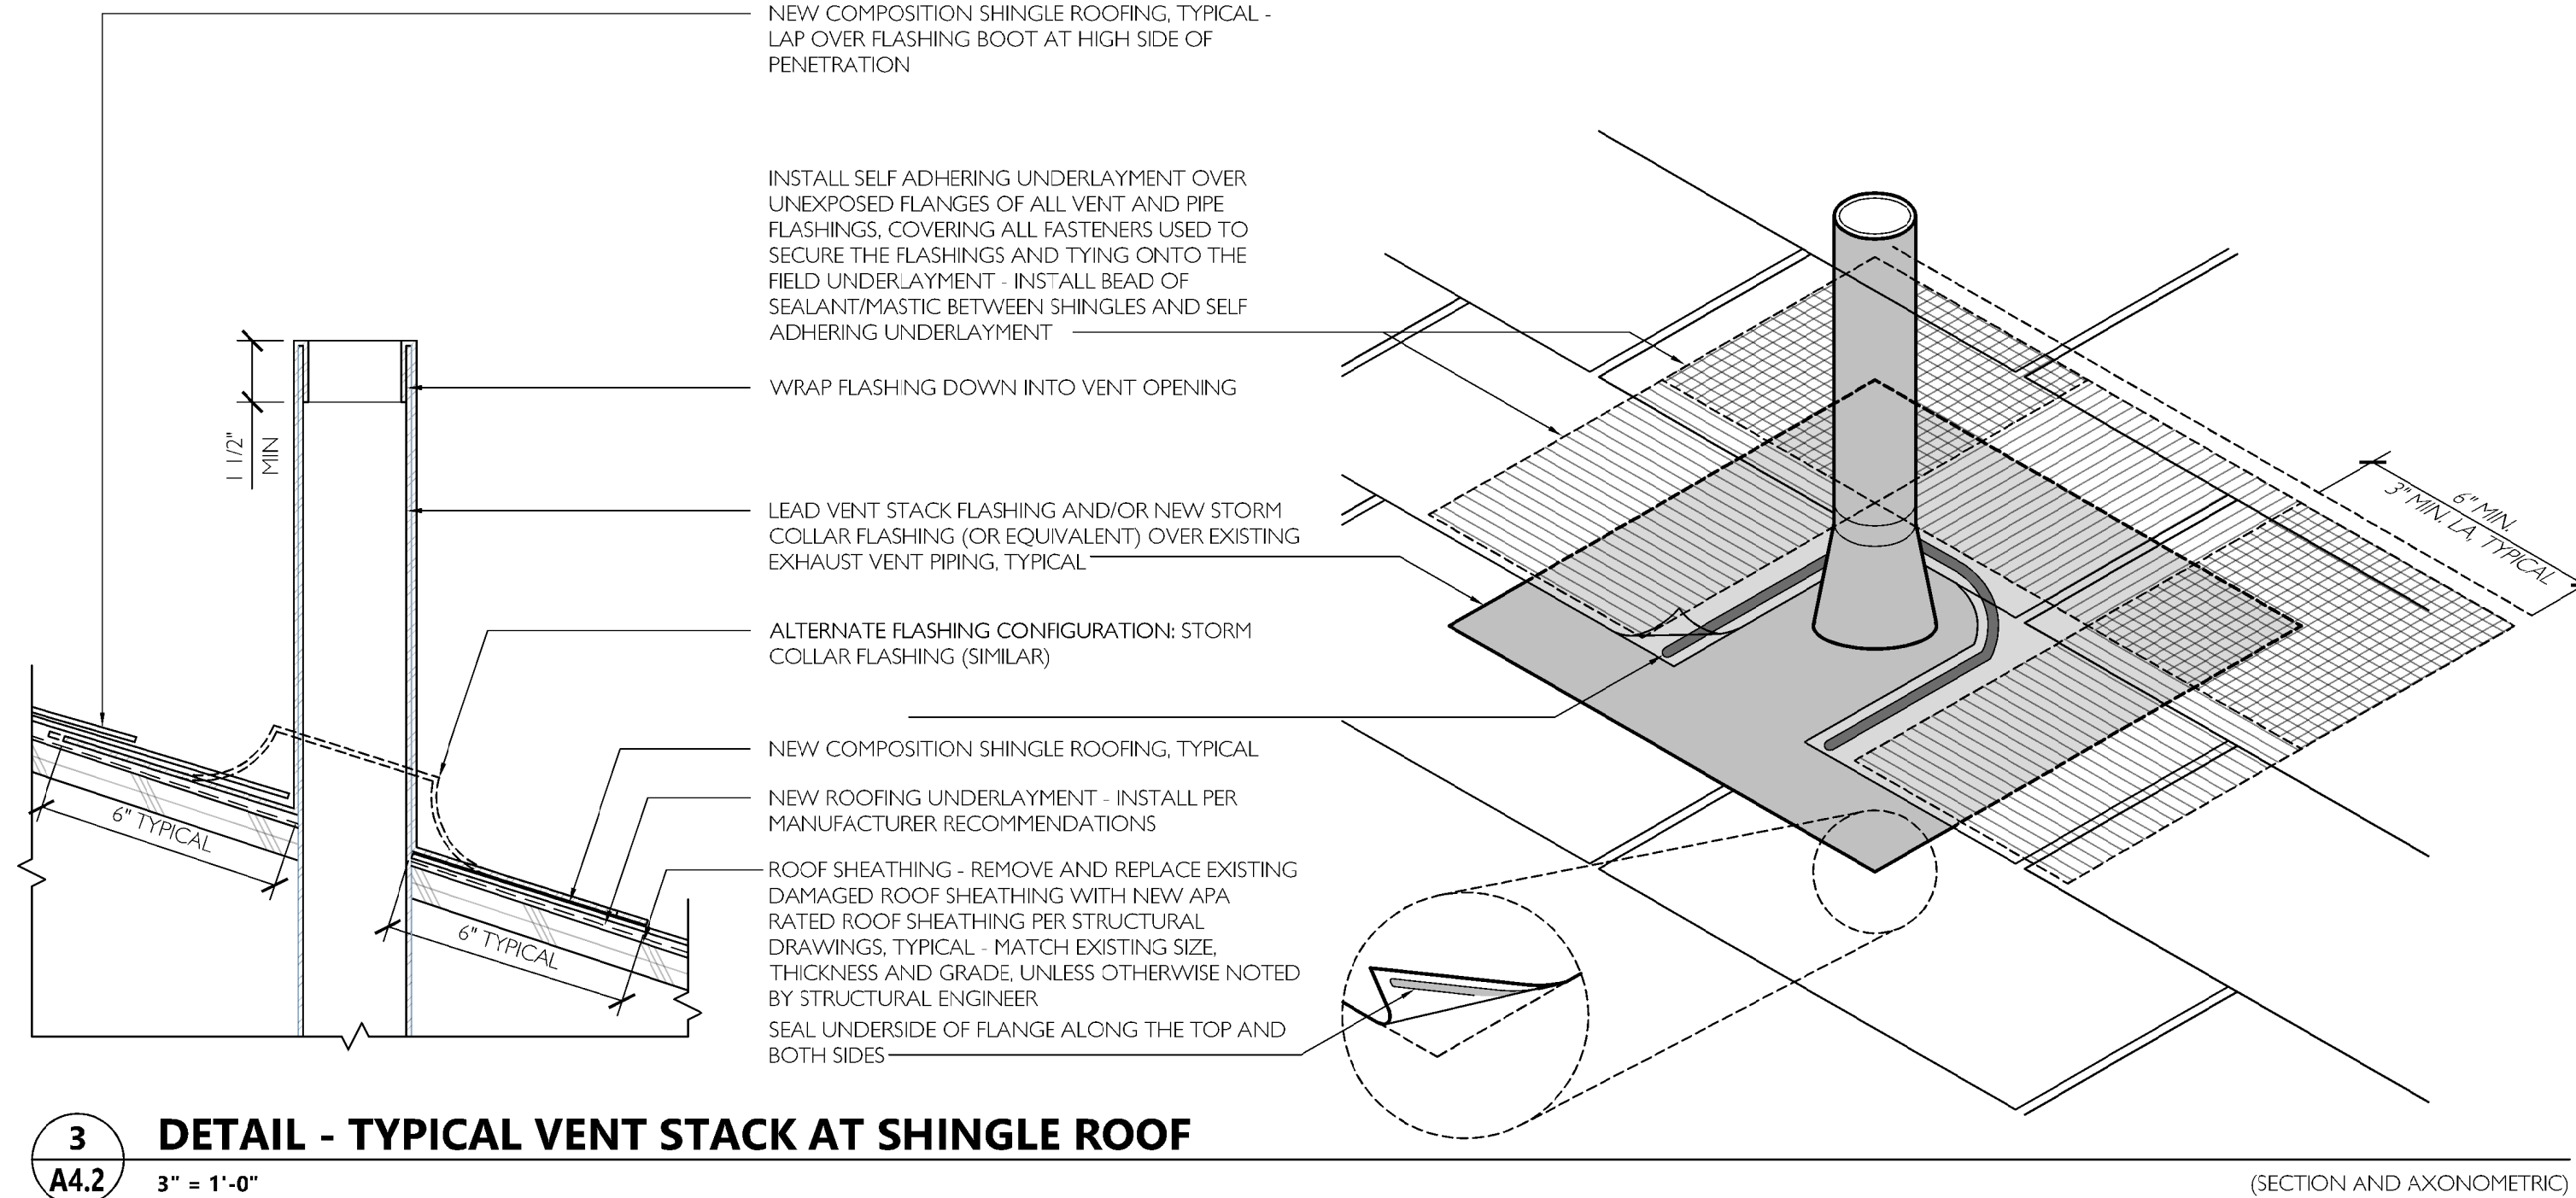 NEW COMPOSITION SHINGLE ROOFING, TYPICAL -
LAP OVER FLASHING BOOT AT HIGH SIDE OF
PENETRATION
INSTALL SELF ADHERING UNDERLAYMENT OVER
UNEXPOSED FLANGES OF ALL VENT AND PIPE
FLASHINGS, COVERING ALL FASTENERS USED TO
SECURE THE FLASHINGS AND TYING ONTO THE
FIELD UNDERLAYMENT - INSTALL BEAD OF
SEALANT/MASTIC BETWEEN SHINGLES AND SELF
ADHERING UNDERLAYMENT
WRAP FLASHING DOWN INTO VENT OPENING
1 1/2"
MIN
LEAD VENT STACK FLASHING AND/OR NEW STORM
COLLAR FLASHING (OR EQUIVALENT) OVER EXISTING
EXHAUST VENT PIPING, TYPICAL
6" MIN.
3" MIN. LA, TYPICAL
ALTERNATE FLASHING CONFIGURATION: STORM
COLLAR FLASHING (SIMILAR)
NEW COMPOSITION SHINGLE ROOFING, TYPICAL
NEW ROOFING UNDERLAYMENT - INSTALL PER
MANUFACTURER RECOMMENDATIONS
6" TYPICAL
6" TYPICAL
ROOF SHEATHING - REMOVE AND REPLACE EXISTING
DAMAGED ROOF SHEATHING WITH NEW APA
RATED ROOF SHEATHING PER STRUCTURAL
DRAWINGS, TYPICAL - MATCH EXISTING SIZE,
THICKNESS AND GRADE, UNLESS OTHERWISE NOTED
BY STRUCTURAL ENGINEER
SEAL UNDERSIDE OF FLANGE ALONG THE TOP AND
BOTH SIDES
3
A4.2
DETAIL - TYPICAL VENT STACK AT SHINGLE ROOF
3" = 1'-0"
(SECTION AND AXONOMETRIC)